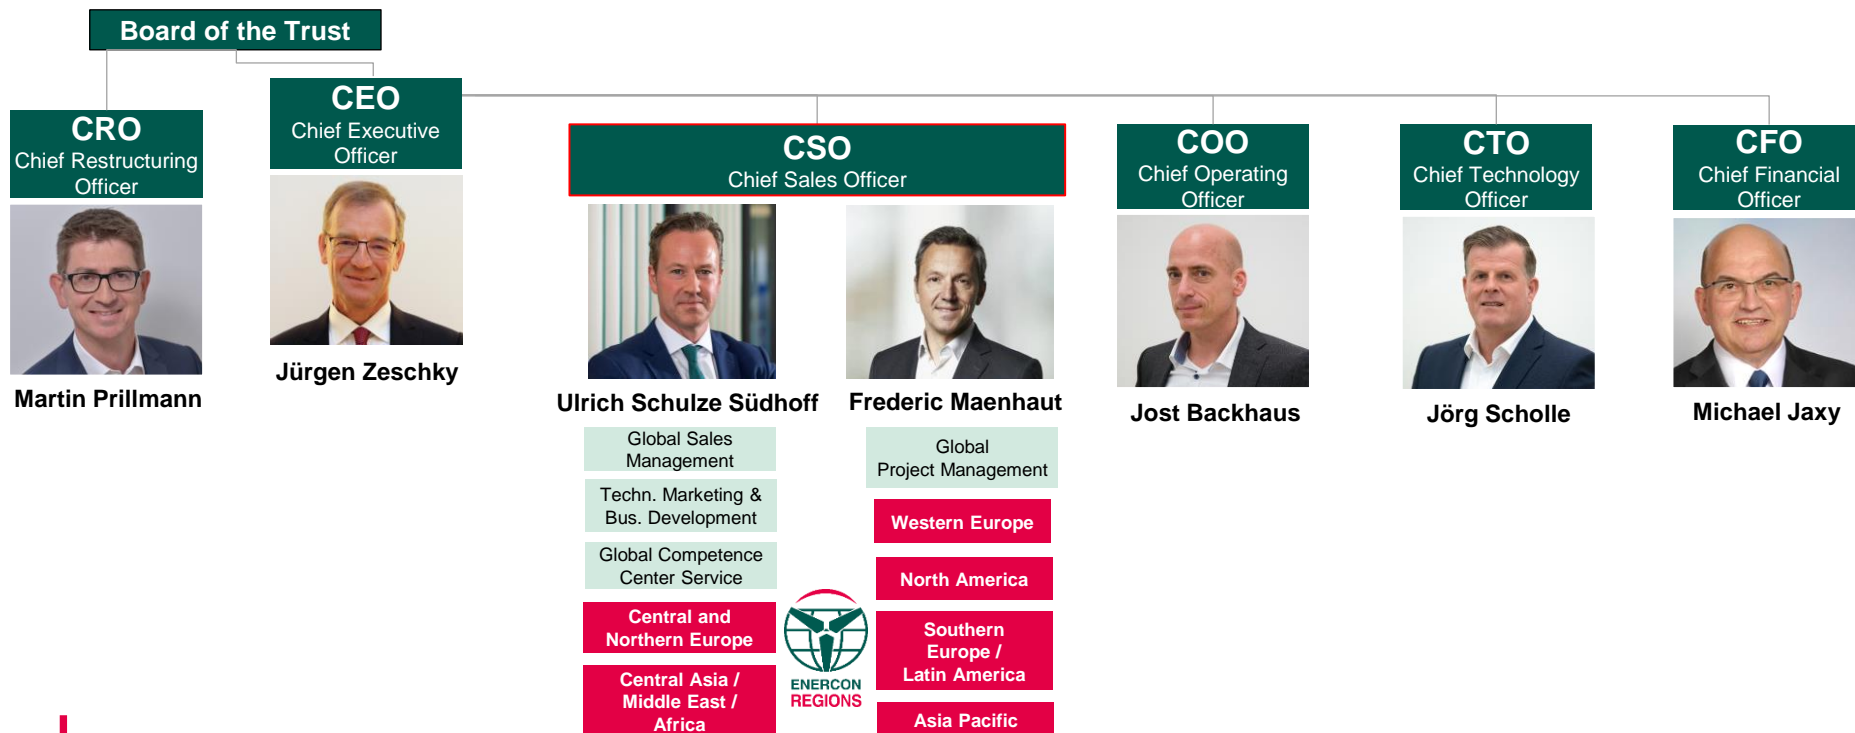 Board of the Trust
CRO
Chief Restructuring
Officer
Martin Prillmann
CEO
Chief Executive
Officer
Jürgen Zeschky
CSO
Chief Sales Officer
Ulrich Schulze Südhoff
Global Sales
Management
Techn. Marketing &
Bus. Development
Global Competence
Center Service
Central and
Northern Europe
Central Asia /
Middle East /
Africa
Frederic Maenhaut
Global
Project Management
Western Europe
North America
Southern
Europe /
Latin America
Asia Pacific
ENERCON
REGIONS
COO
Chief Operating
Officer
Jost Backhaus
CTO
Chief Technology
Officer
Jörg Scholle
CFO
Chief Financial
Officer
Michael Jaxy